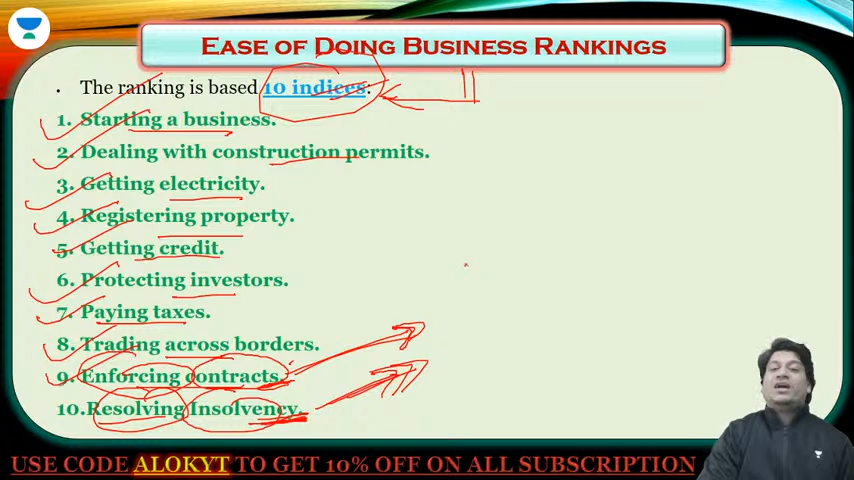 Ease of Doing Business Rankings
• The ranking is based 10 indices:
1. Starting a business.
2. Dealing with construction permits.
3. Getting electricity.
4. Registering property.
5. Getting credit.
6. Protecting investors.
7. Paying taxes.
8. Trading across borders.
9. Enforcing contracts.
10.Resolving Insolvency.
USE CODE ALOKYT TO GET 10% OFF ON ALL SUBSCRIPTION